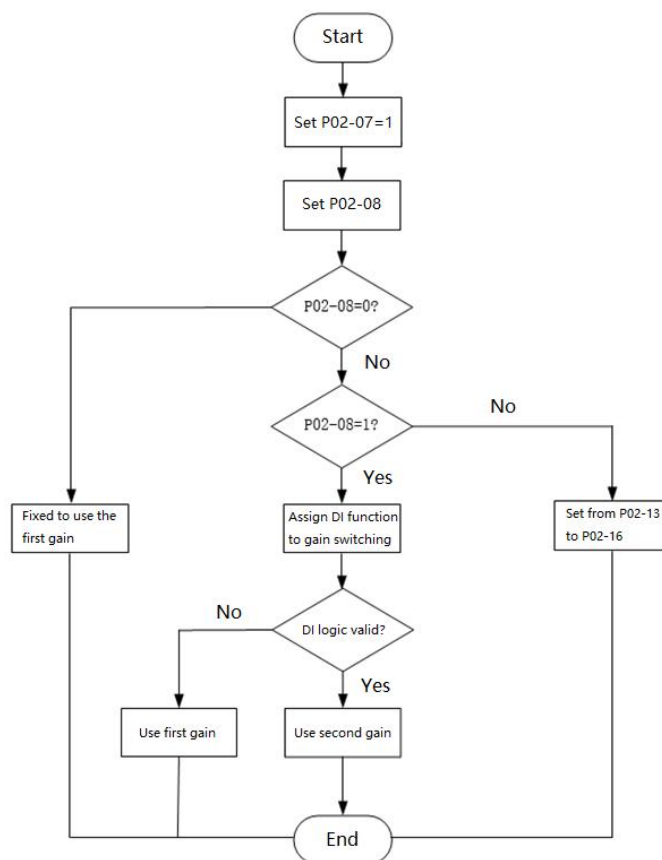 Start
Set P02-07=1
Set P02-08
P02-08=0?
No
P02-08=1?
No
Yes
Fixed to use the
first gain
Assign DI function
to gain switching
Set from P02-13
to P02-16
No
DI logic valid?
Yes
Use first gain
Use second gain
End